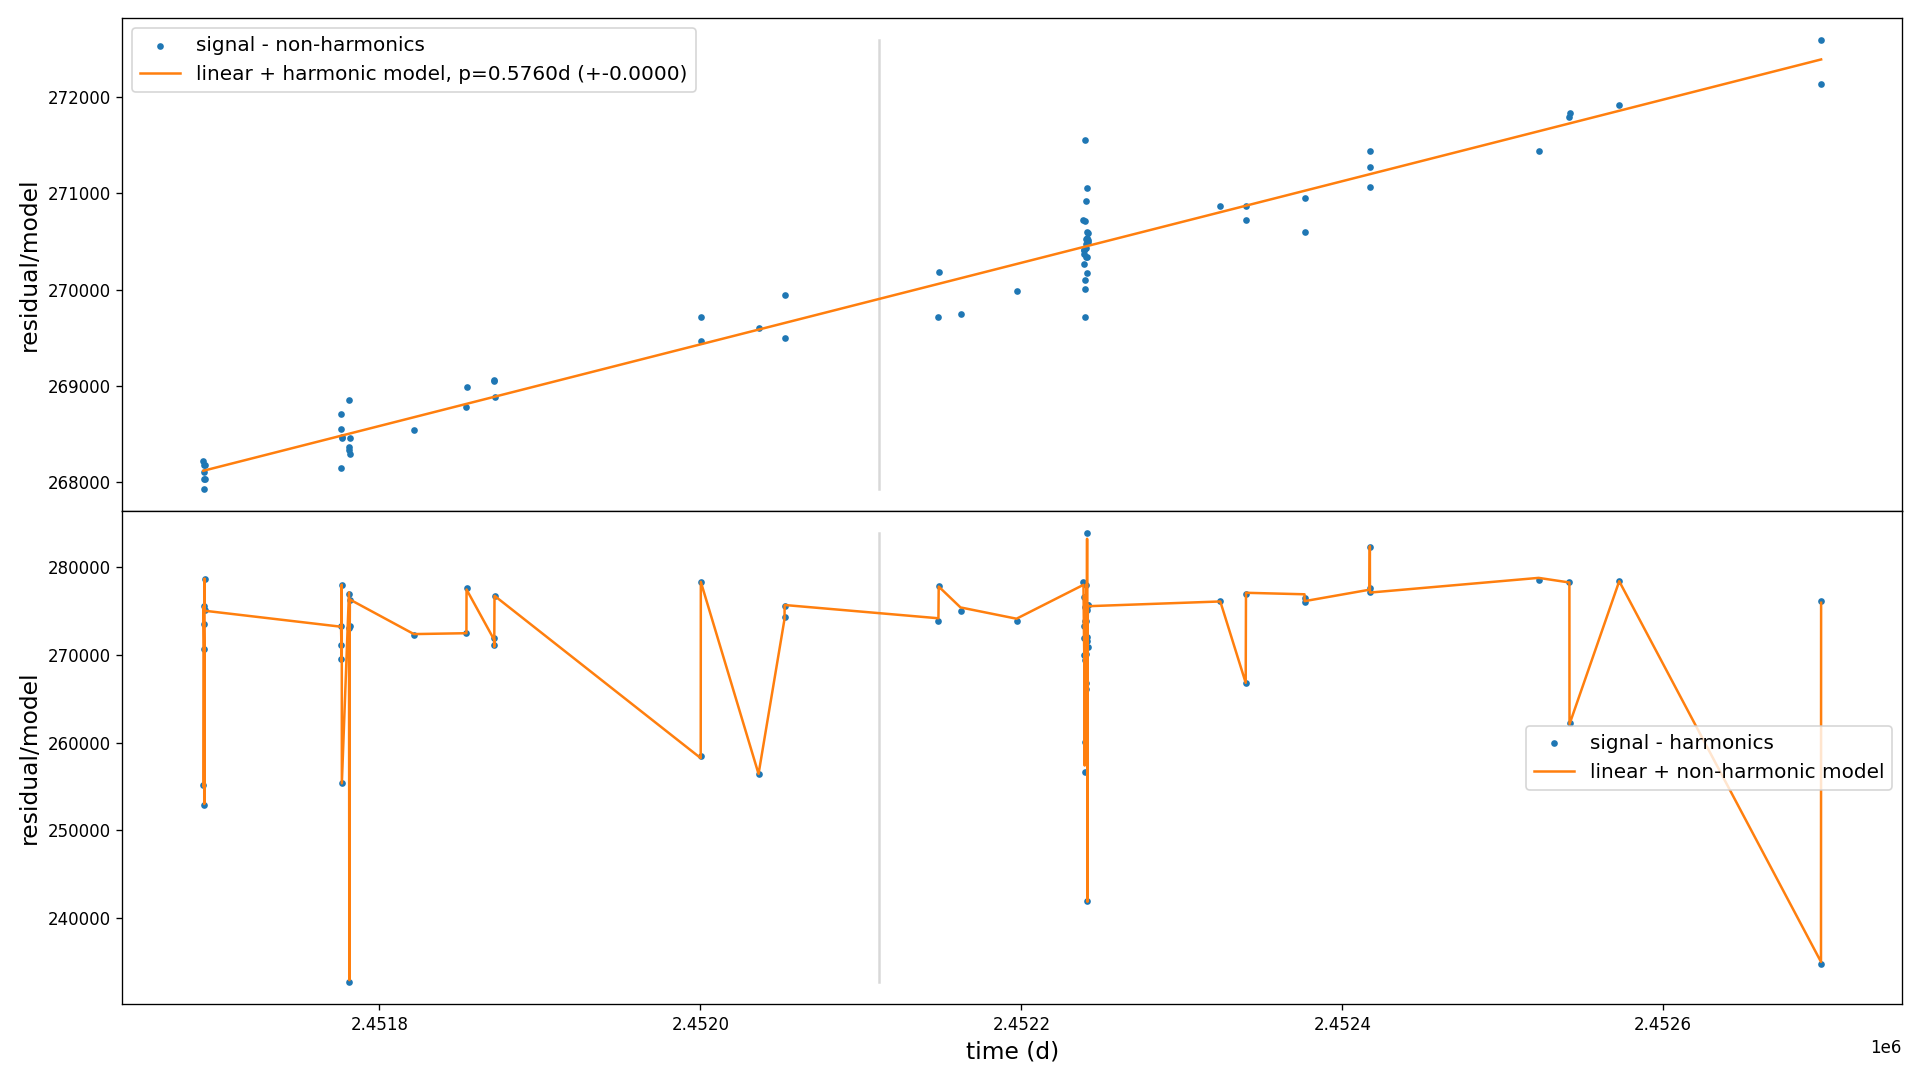 signal - non-harmonics
linear + harmonic model, p=0.5760d (+-0.0000)
272000
271000
270000
269000
268000
residual/model
280000
270000
260000
250000
240000
residual/model
signal - harmonics
linear + non-harmonic model
2.4518
2.4520
2.4522
2.4524
2.4526
1e6
time (d)